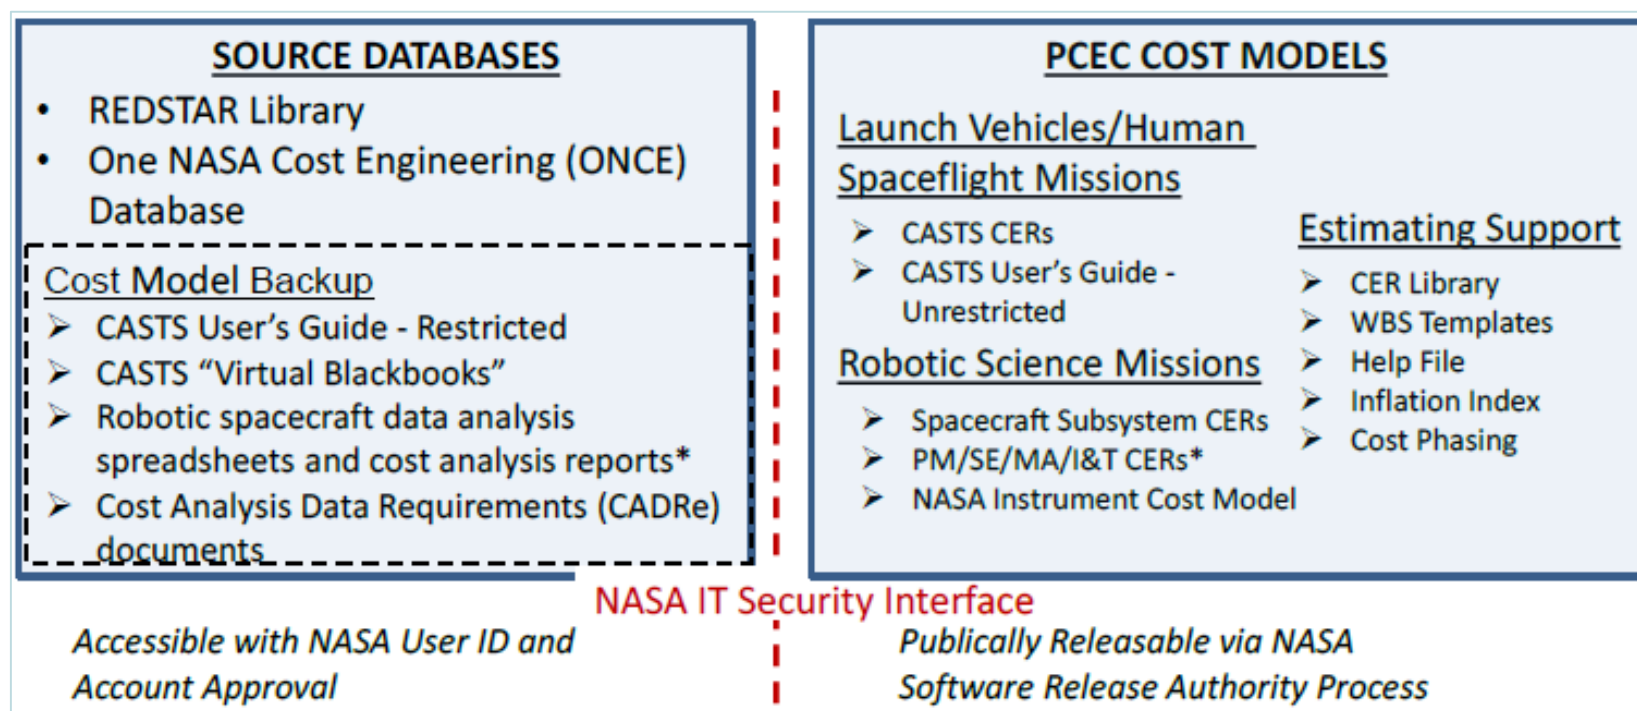 SOURCE DATABASES
• REDSTAR Library
• One NASA Cost Engineering (ONCE)
Database
Cost Model Backup
➢ CASTS User’s Guide - Restricted
➢ CASTS “Virtual Blackbooks”
➢ Robotic spacecraft data analysis
spreadsheets and cost analysis reports*
➢ Cost Analysis Data Requirements (CADRe)
documents
PCEC COST MODELS
Launch Vehicles/Human
Spaceflight Missions
➢ CASTS CERs
➢ CASTS User’s Guide -
Unrestricted
Robotic Science Missions
➢ Spacecraft Subsystem CERs
➢ PM/SE/MA/I&T CERs*
➢ NASA Instrument Cost Model
Estimating Support
➢ CER Library
➢ WBS Templates
➢ Help File
➢ Inflation Index
➢ Cost Phasing
NASA IT Security Interface
Accessible with NASA User ID and
Account Approval
Publically Releasable via NASA
Software Release Authority Process